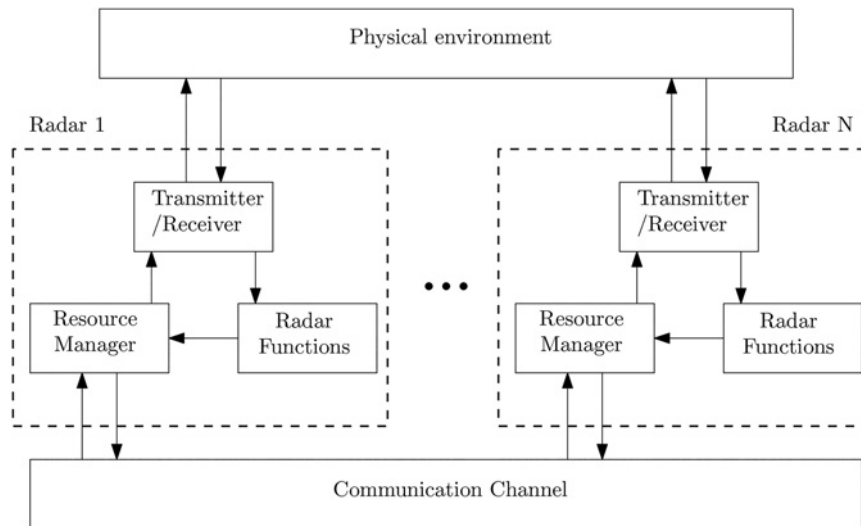 Physical environment
Radar 1
Radar N
Transmitter
/Receiver
Transmitter
/Receiver
Resource
Manager
Radar
Functions
Resource
Manager
Radar
Functions
Communication Channel